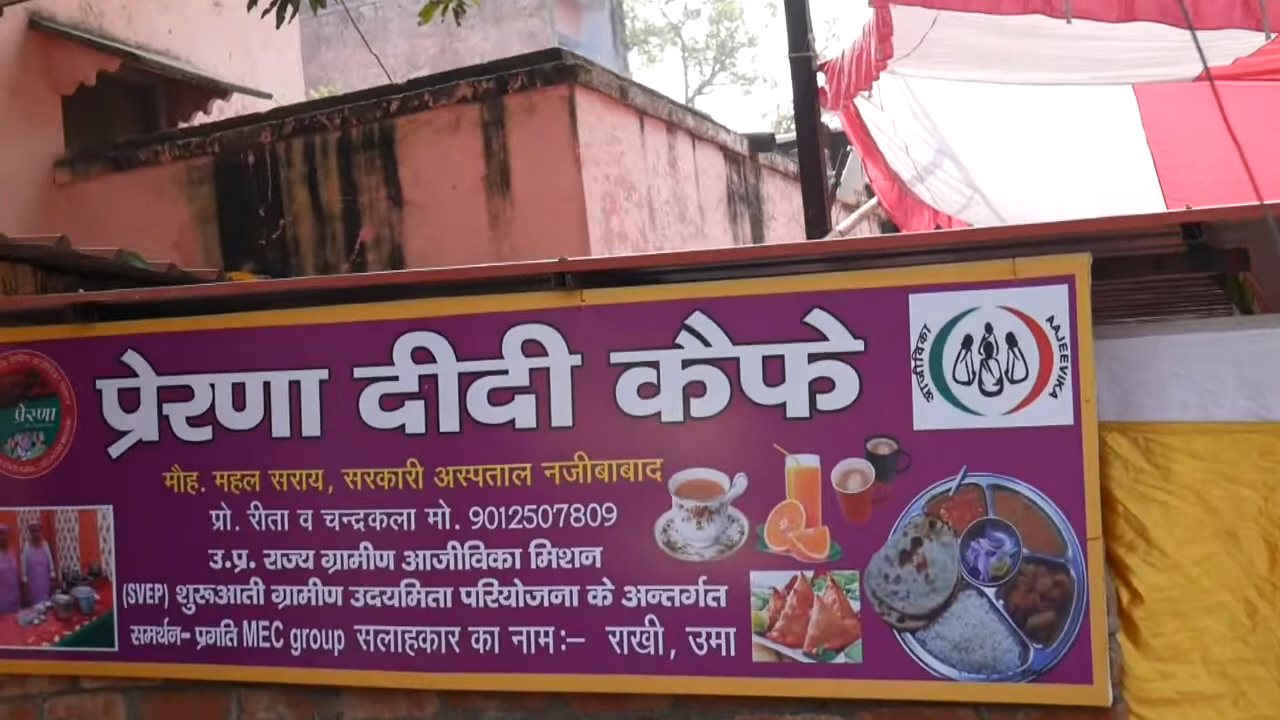 प्रेरणा दीदी कैफे
आजीविका
AAJEEVIKA
प्रेरणा
मौह. महल सराय, सरकारी अस्पताल नजीबाबाद
प्रो. रीता व चन्द्रकला मो. 9012507809
उ.प्र. राज्य ग्रामीण आजीविका मिशन
(SVEP) शुरूआती ग्रामीण उदयमिता परियोजना के अन्तर्गत
समर्थन- प्रगति MEC group सलाहकार का नाम:– राखी, उमा